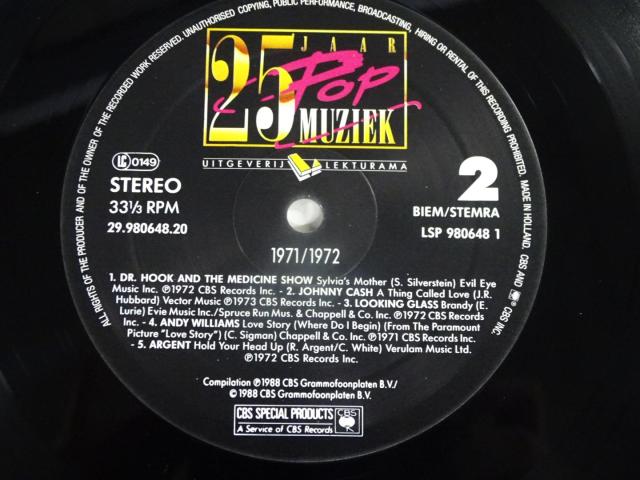 ALL RIGHTS OF THE PRODUCER AND OF THE OWNER OF THE RECORDED WORK RESERVED. UNAUTHORISED COPYING, PUBLIC PERFORMANCE, BROADCASTING, HIRING OR RENTAL OF THIS RECORD PROHIBITED. MADE IN HOLLAND. CBS AND CBS INC.
25 JAAR
Pop
MUZIEK
UITGEVERIJ LEKTURAMA
LC 0149
STEREO
33⅓ RPM
29.980648.20
2
BIEM/STEMRA
LSP 980648 1
1971/1972
1. DR. HOOK AND THE MEDICINE SHOW Sylvia's Mother (S. Silverstein) Evil Eye
Music Inc. ℗1972 CBS Records Inc. - 2. JOHNNY CASH A Thing Called Love (J.R.
Hubbard) Vector Music ℗1973 CBS Records Inc. - 3. LOOKING GLASS Brandy (E.
Lurie) Evie Music Inc./Spruce Run Mus. & Chappell & Co. Inc. ℗1972 CBS Records
Inc. - 4. ANDY WILLIAMS Love Story (Where Do I Begin) (From The Paramount
Picture "Love Story") (C. Sigman) Chappell & Co. Inc. ℗1971 CBS Records Inc.
- 5. ARGENT Hold Your Head Up (R. Argent/C. White) Verulam Music Ltd.
℗1972 CBS Records Inc.
Compilation ℗1988 CBS Grammofoonplaten B.V./
©1988 CBS Grammofoonplaten B.V.
CBS SPECIAL PRODUCTS
A Service of CBS Records
CBS